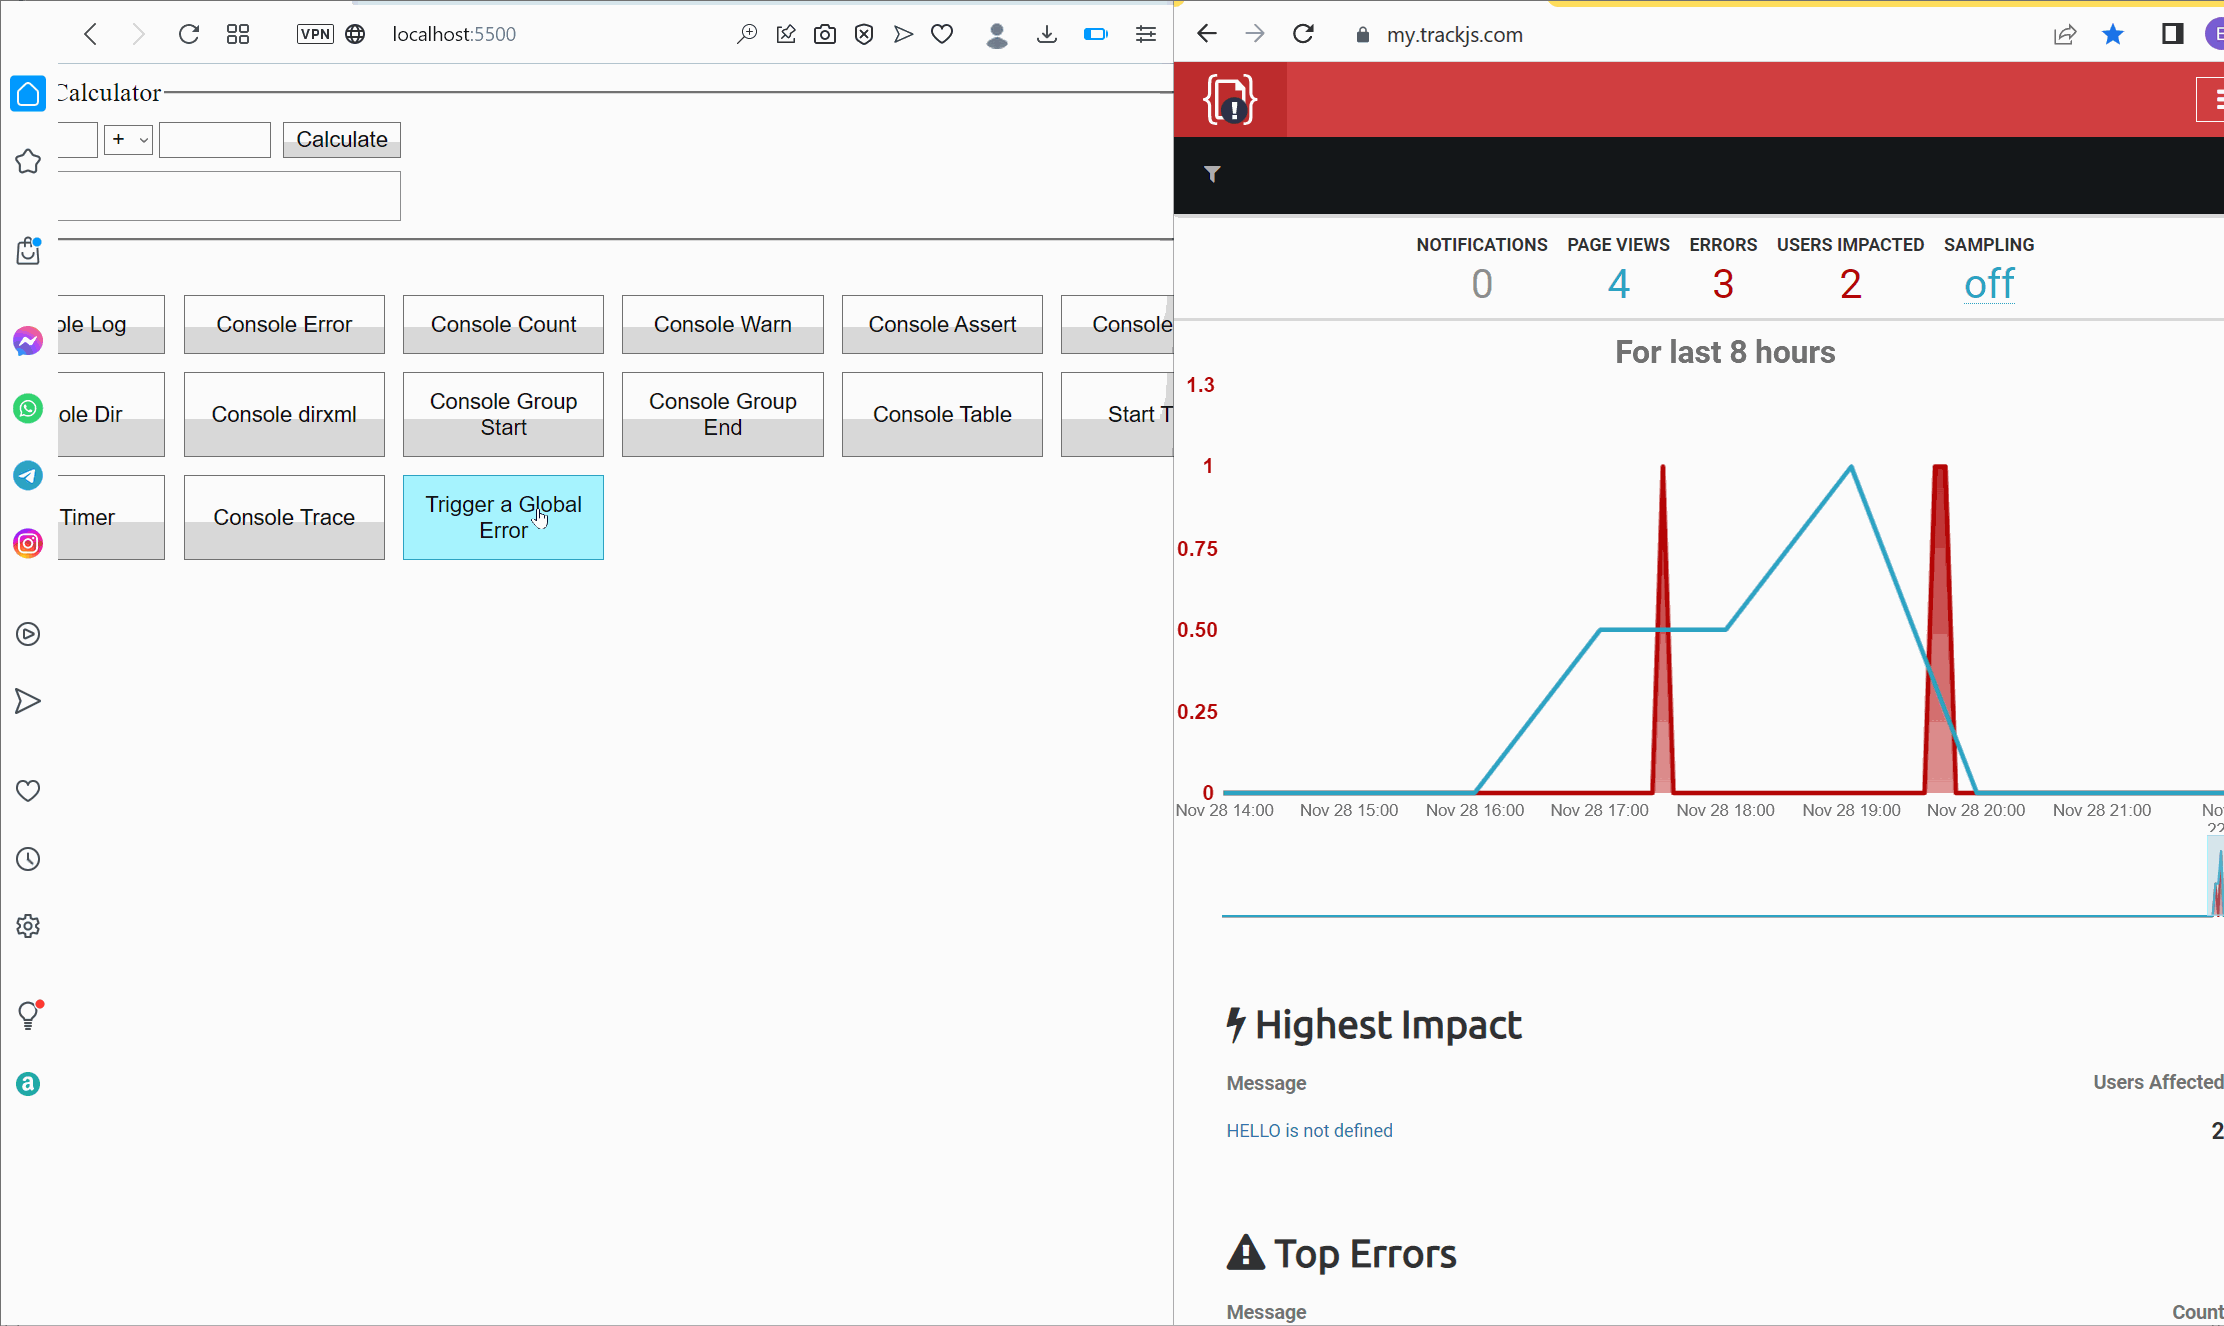 VPN
localhost:5500
my.trackjs.com
Calculator
+
Calculate
ole Log
Console Error
Console Count
Console Warn
Console Assert
Console
ole Dir
Console dirxml
Console Group
Start
Console Group
End
Console Table
Start T
Timer
Console Trace
Trigger a Global
Error
NOTIFICATIONS PAGE VIEWS ERRORS USERS IMPACTED SAMPLING
0 4 3 2 off
For last 8 hours
1.3
1
0.75
0.50
0.25
0
Nov 28 14:00 Nov 28 15:00 Nov 28 16:00 Nov 28 17:00 Nov 28 18:00 Nov 28 19:00 Nov 28 20:00 Nov 28 21:00 No
22
Highest Impact
Message Users Affected
HELLO is not defined 2
Top Errors
Message Count